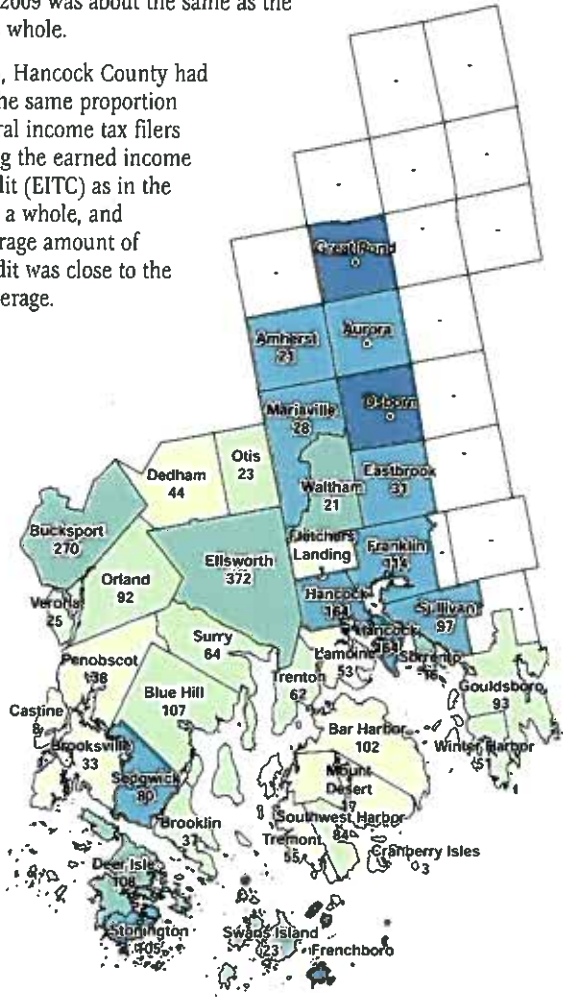 2009 was about the same as the
whole.
, Hancock County had
he same proportion
ral income tax filers
g the earned income
dit (EITC) as in the
a whole, and
rage amount of
dit was close to the
erage.
Great Pond
Amherst
21
Aurora
Mariaville
28
Osborn
Otis
23
Dedham
44
Waltham
21
Eastbrook
31
Bucksport
270
Ellsworth
372
Fletchers
Landing
Franklin
114
Orland
92
Verona
25
Hancock
164
Sullivan
97
Hancock
164
Surry
64
Lamoine
53
Sorrento
Penobscot
38
Trenton
62
Gouldsboro
93
Blue Hill
107
Castine
Bar Harbor
102
Brooksville
33
Winter Harbor
51
Sedgwick
80
Mount
Desert
17
Southwest Harbor
84
Brooklin
37
Tremont
55
Cranberry Isles
3
Deer Isle
108
Stonington
105
Swans Island
23
Frenchboro